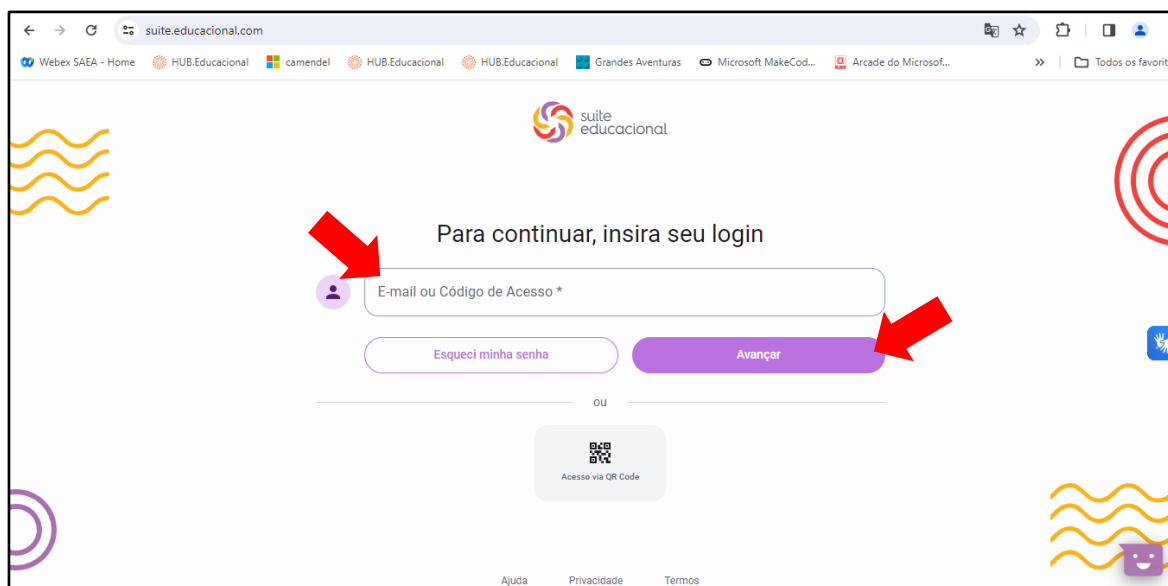 suite.educacional.com
Webex SAEA - Home HUB.Educacional camendel HUB.Educacional HUB.Educacional Grandes Aventuras Microsoft MakeCod... Arcade do Microsof... » Todos os favorit
suite
educacional
Para continuar, insira seu login
E-mail ou Código de Acesso *
Esqueci minha senha Avançar
ou
Acesso via QR Code
Ajuda Privacidade Termos